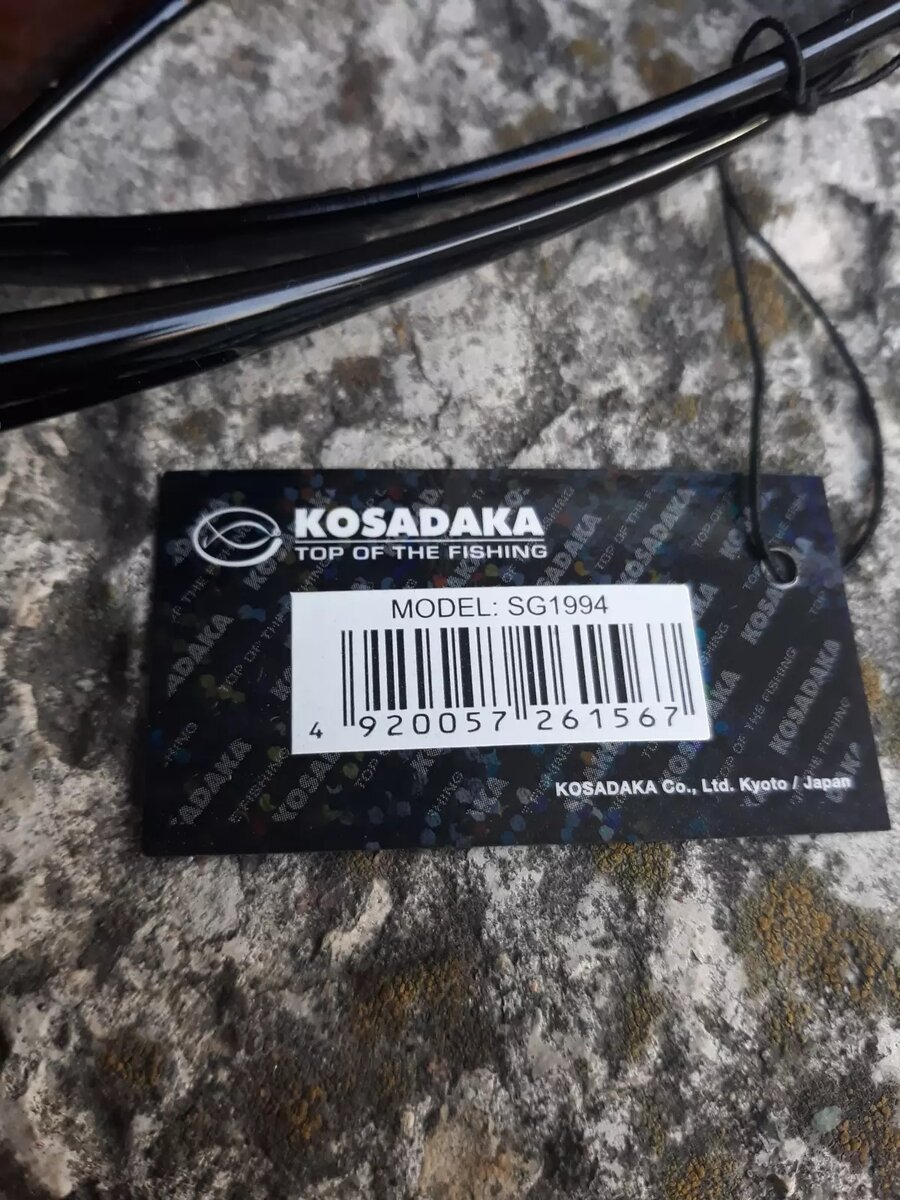 KOSADAKA
TOP OF THE FISHING
MODEL: SG1994
4 920057 261567
KOSADAKA Co., Ltd. Kyoto / Japan